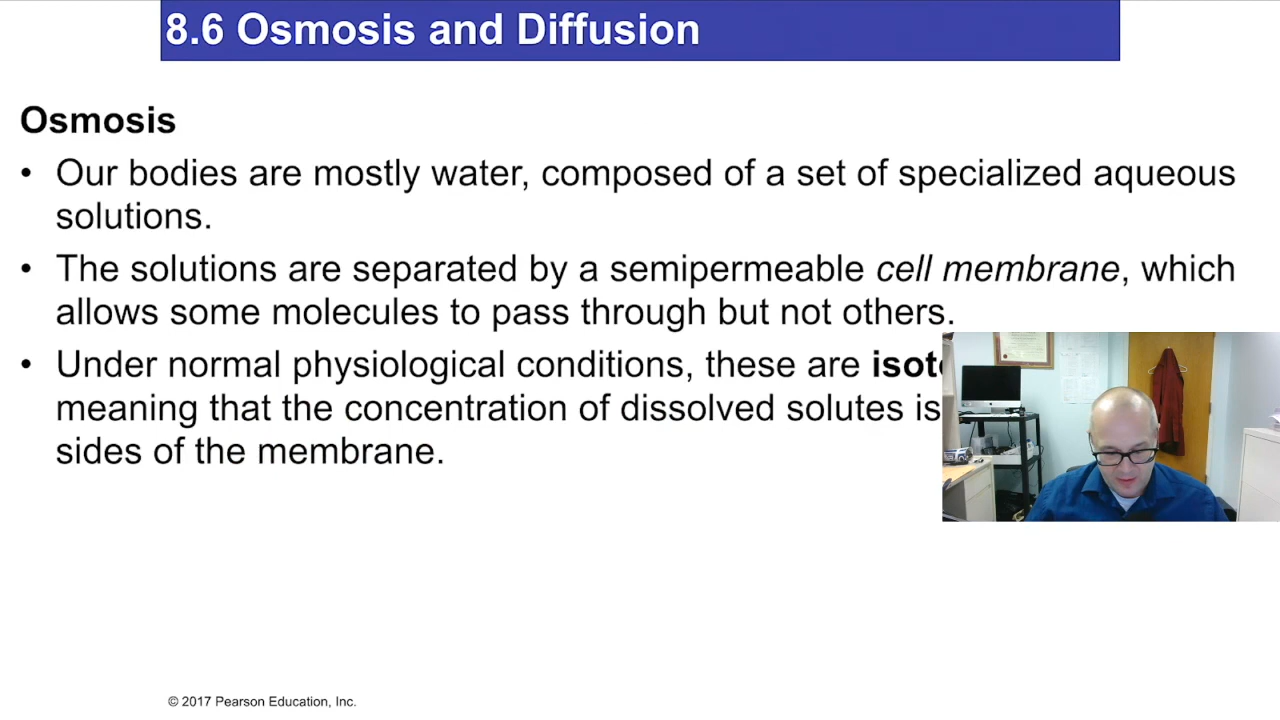 8.6 Osmosis and Diffusion
Osmosis
• Our bodies are mostly water, composed of a set of specialized aqueous
solutions.
• The solutions are separated by a semipermeable cell membrane, which
allows some molecules to pass through but not others.
• Under normal physiological conditions, these are
meaning that the concentration of dissolved solutes is
sides of the membrane.
© 2017 Pearson Education, Inc.